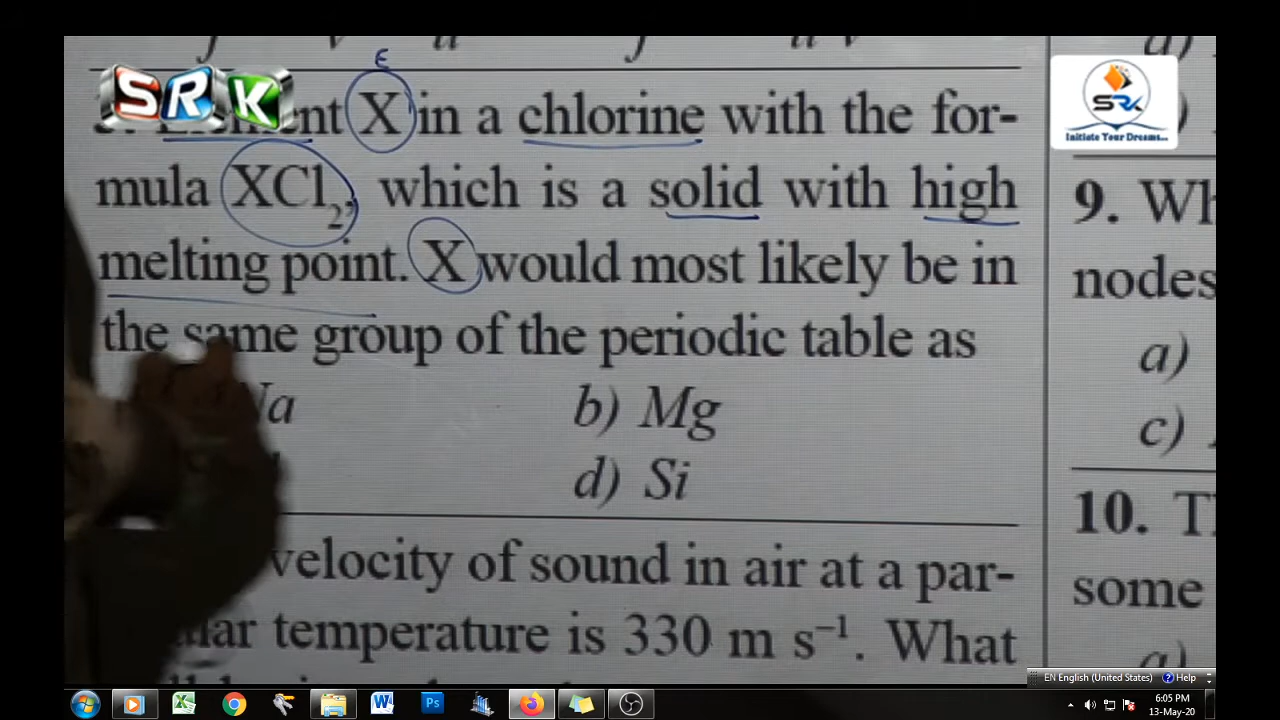 SRK
X in a chlorine with the for-
mula XCl₂, which is a solid with high
melting point. X would most likely be in
the same group of the periodic table as
b) Mg
d) Si
velocity of sound in air at a par-
temperature is 330 m s⁻¹. What
SRK
Initiate Your Dreams...
9.
nodes
a)
c)
10.
some
a)
EN English (United States) Help
6:05 PM
13-May-20